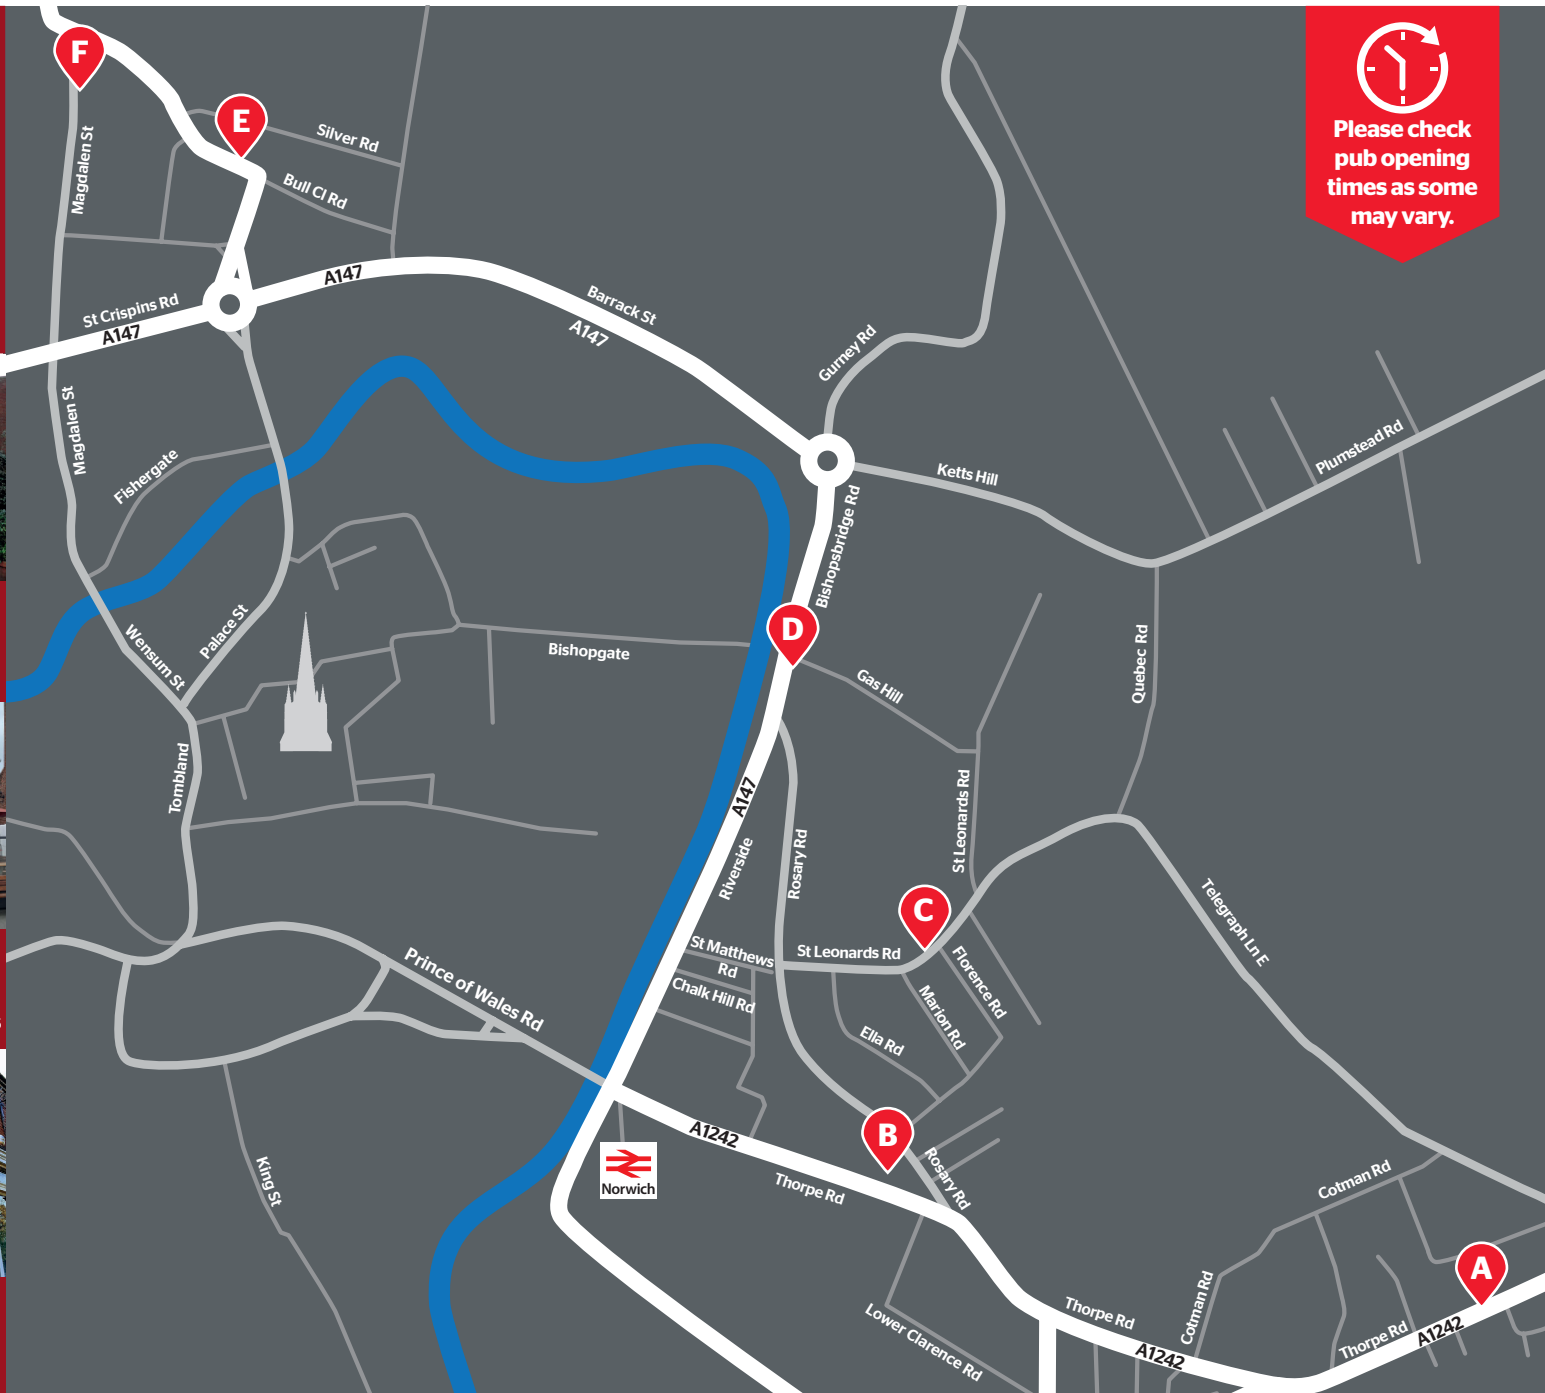 F
E
Please check
pub opening
times as some
may vary.
Silver Rd
Magdalen St
Bull Cl Rd
A147
St Crispins Rd
A147
Barrack St
A147
Gurney Rd
Magdalen St
Plumstead Rd
Fishergate
Ketts Hill
Bishopsbridge Rd
Palace St
D
Wensum St
Bishopgate
Quebec Rd
Gas Hill
Tombland
A147
St Leonards Rd
Riverside
Rosary Rd
C
Telegraph Ln E
St Matthews
Rd
St Leonards Rd
Prince of Wales Rd
Florence Rd
Chalk Hill Rd
Marion Rd
Ella Rd
A1242
B
King St
Norwich
Thorpe Rd
Rosary Rd
Cotman Rd
A
Cotman Rd
Thorpe Rd
Lower Clarence Rd
Thorpe Rd
A1242
A1242